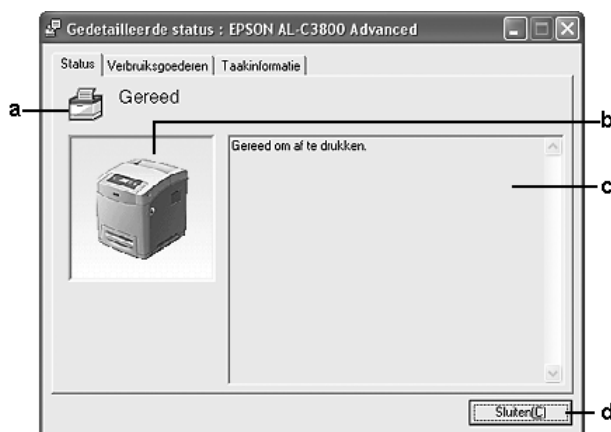 Gedetailleerde status : EPSON AL-C3800 Advanced
Status Verbruiksgoederen Taakinformatie
a Gereed
b
Gereed om af te drukken.
c
Sluiten(C) d